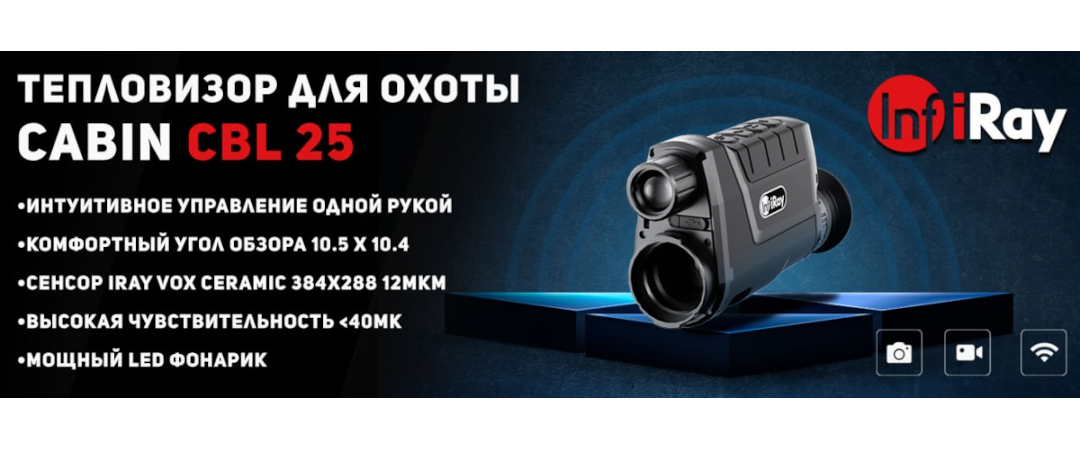 ТЕПЛОВИЗОР ДЛЯ ОХОТЫ
CABIN CBL 25
•ИНТУИТИВНОЕ УПРАВЛЕНИЕ ОДНОЙ РУКОЙ
•КОМФОРТНЫЙ УГОЛ ОБЗОРА 10.5 X 10.4
•СЕНСОР IRAY VOX CERAMIC 384X288 12МКМ
•ВЫСОКАЯ ЧУВСТВИТЕЛЬНОСТЬ <40МК
•МОЩНЫЙ LED ФОНАРИК
InfiRay
InfiRay